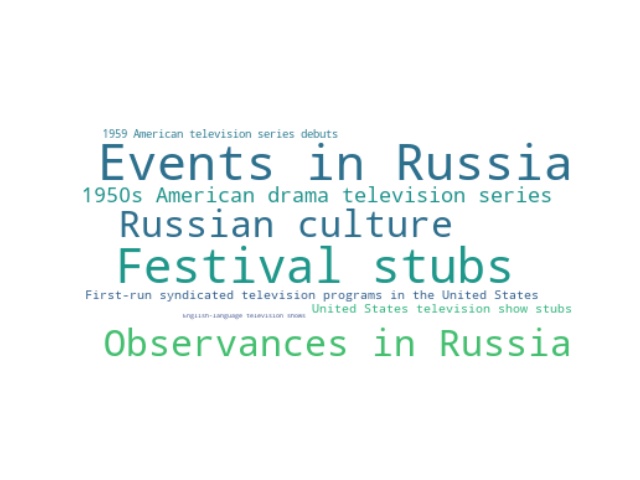 1959 American television series debuts
Events in Russia
1950s American drama television series
Russian culture
Festival stubs
First-run syndicated television programs in the United States
United States television show stubs
English-language television shows
Observances in Russia